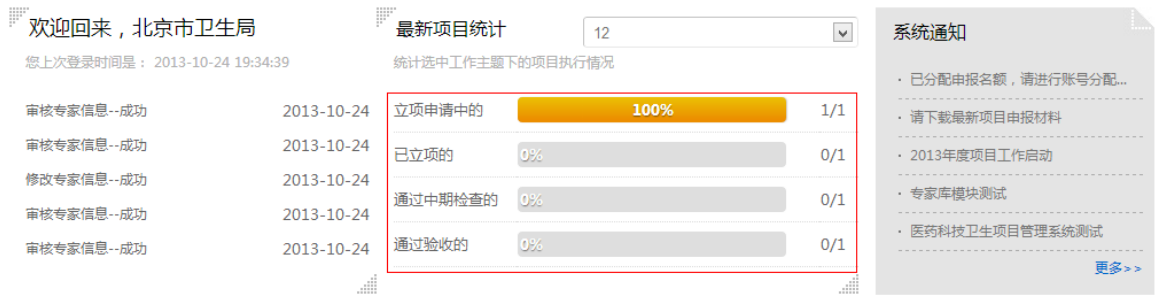 欢迎回来，北京市卫生局
您上次登录时间是： 2013-10-24 19:34:39
审核专家信息--成功 2013-10-24
审核专家信息--成功 2013-10-24
修改专家信息--成功 2013-10-24
审核专家信息--成功 2013-10-24
审核专家信息--成功 2013-10-24
最新项目统计 12
统计选中工作主题下的项目执行情况
立项申请中的 100% 1/1
已立项的 0% 0/1
通过中期检查的 0% 0/1
通过验收的 0% 0/1
系统通知
· 已分配申报名额，请进行账号分配...
· 请下载最新项目申报材料
· 2013年度项目工作启动
· 专家库模块测试
· 医药科技卫生项目管理系统测试
更多>>